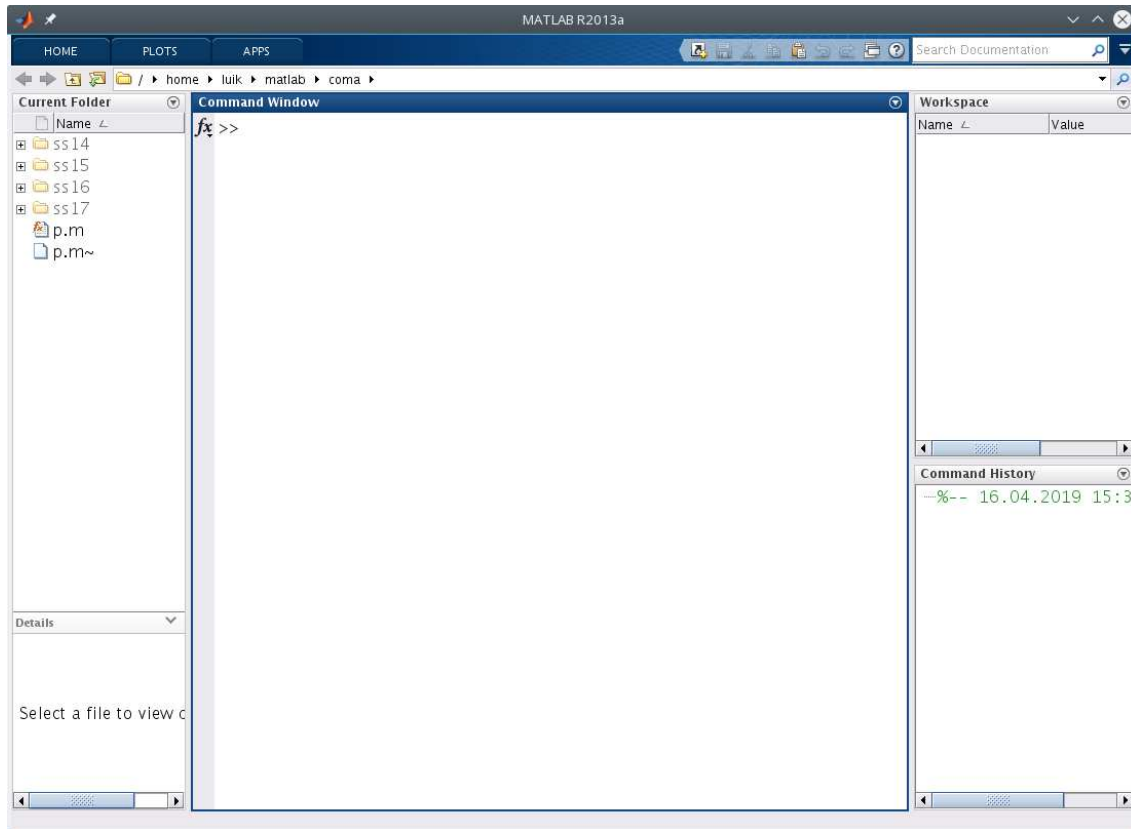 MATLAB R2013a
HOME PLOTS APPS Search Documentation
/ home luik matlab coma
Current Folder
Name
ss14
ss15
ss16
ss17
p.m
p.m~
Details
Select a file to view
Command Window
fx >>
Workspace
Name Value
Command History
%-- 16.04.2019 15:3